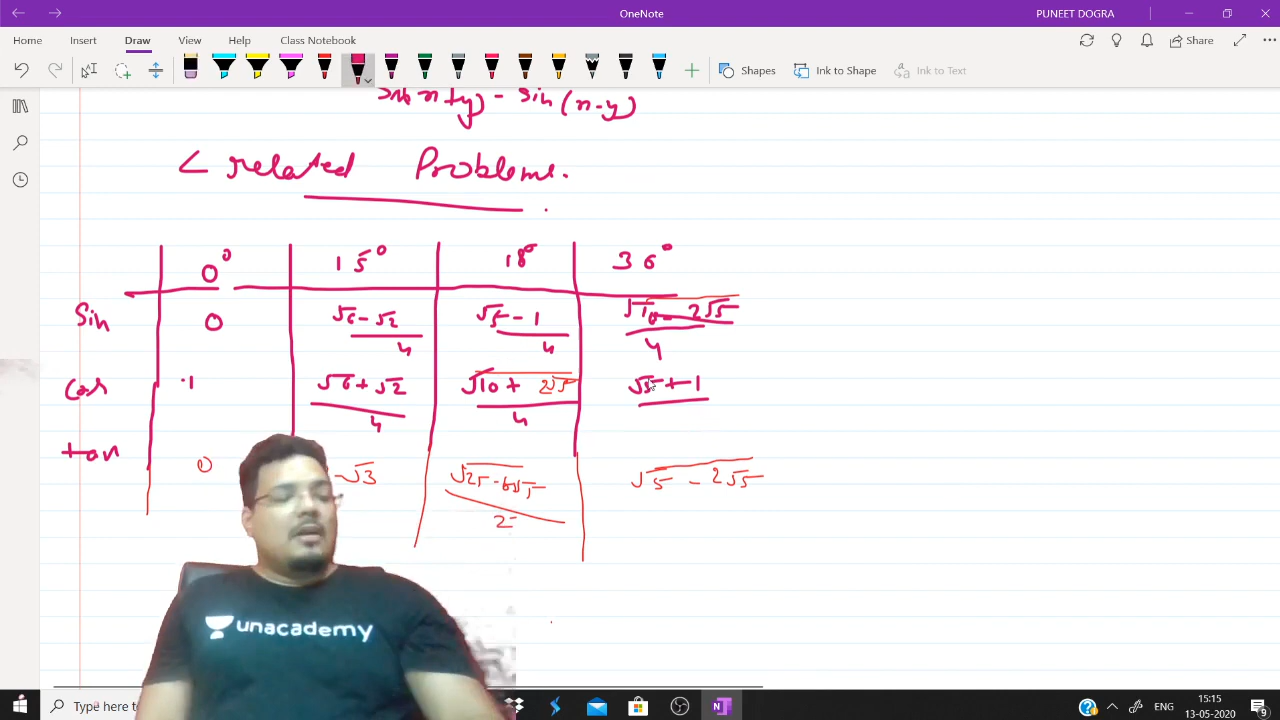 OneNote
PUNEET DOGRA
Home Insert Draw View Help Class Notebook Share
Shapes Ink to Shape Ink to Text
Sin x+y) - Sin (x-y)
< related Problems.
0° 15° 18° 36°
Sin 0 √6-√2/4 √5-1/4 √10-2√5/4
Cos 1 √6+√2/4 √10+2√5/4 √5+1
tan 0 -√3 √25-6√5/2 √5-2√5
unacademy
Type here t
ENG 15:15
13-05-2020
9